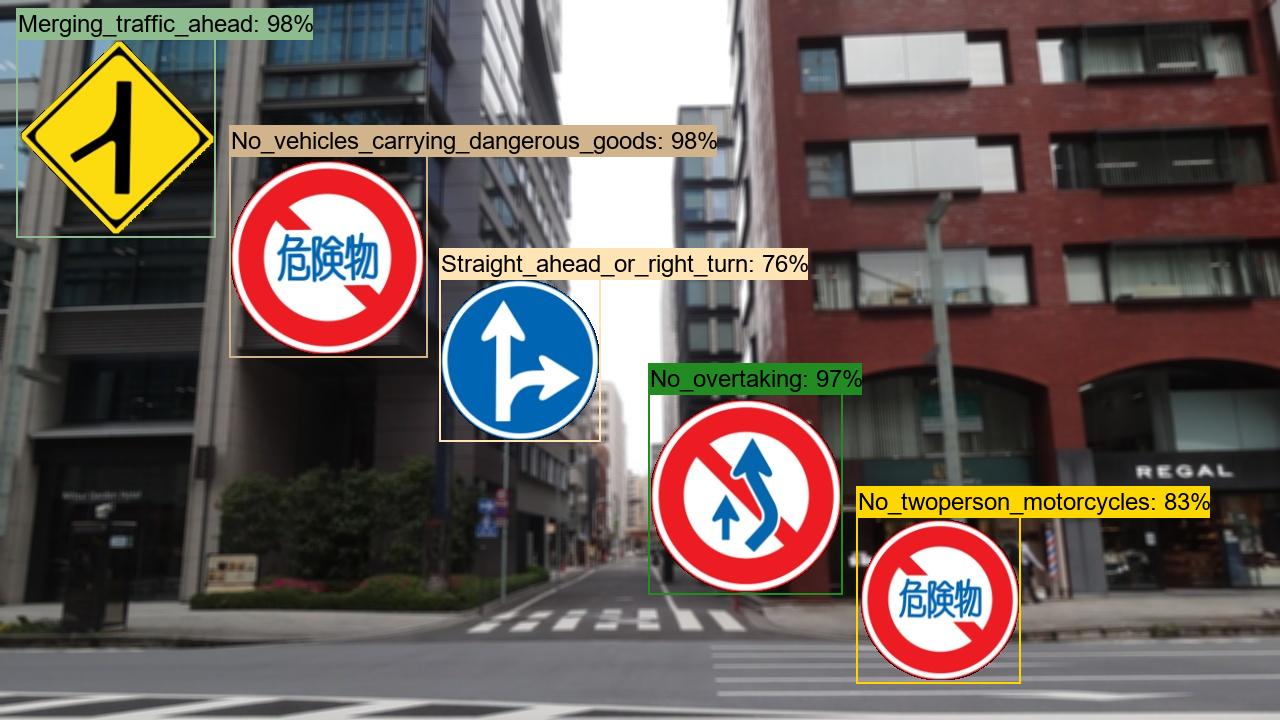 Merging_traffic_ahead: 98%
No_vehicles_carrying_dangerous_goods: 98%
危険物
Straight_ahead_or_right_turn: 76%
No_overtaking: 97%
REGAL
No_twoperson_motorcycles: 83%
危険物